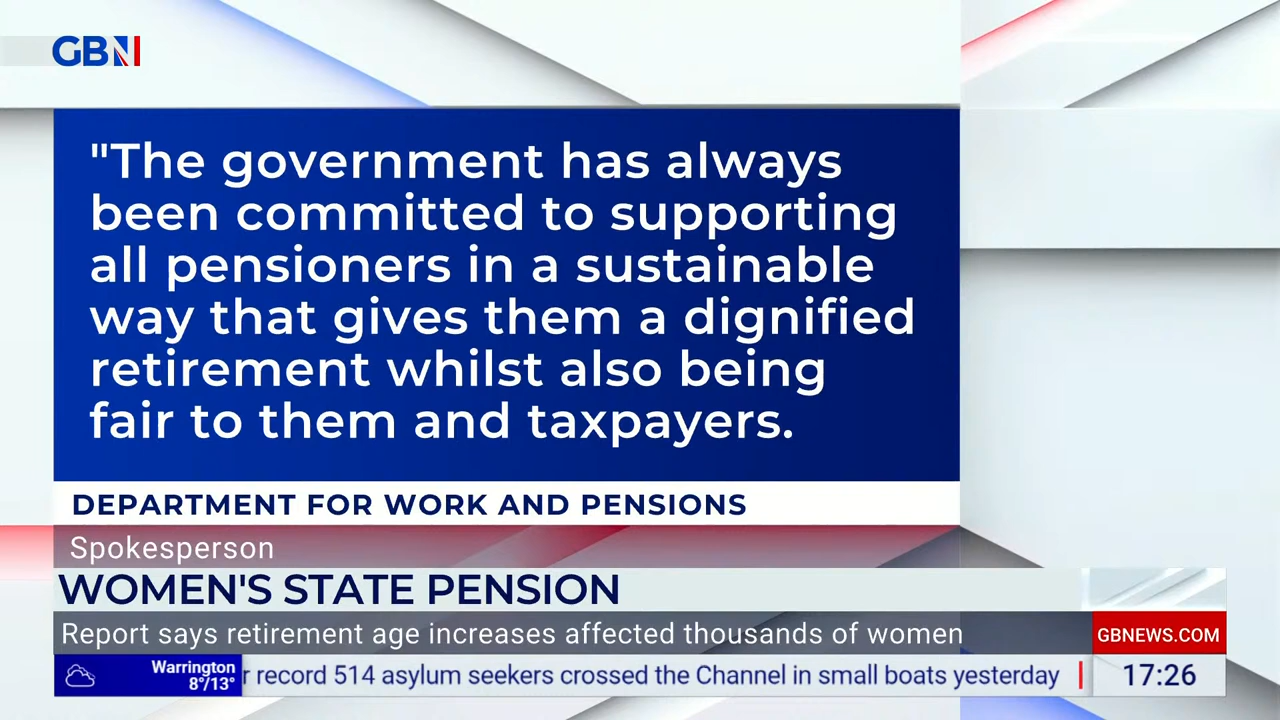 GBN
"The government has always
been committed to supporting
all pensioners in a sustainable
way that gives them a dignified
retirement whilst also being
fair to them and taxpayers.
DEPARTMENT FOR WORK AND PENSIONS
Spokesperson
WOMEN'S STATE PENSION
Report says retirement age increases affected thousands of women
GBNEWS.COM
Warrington
8°/13°
r record 514 asylum seekers crossed the Channel in small boats yesterday
17:26